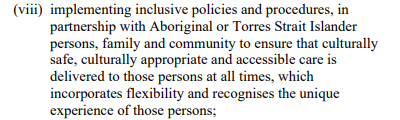 (viii) implementing inclusive policies and procedures, in
partnership with Aboriginal or Torres Strait Islander
persons, family and community to ensure that culturally
safe, culturally appropriate and accessible care is
delivered to those persons at all times, which
incorporates flexibility and recognises the unique
experience of those persons;